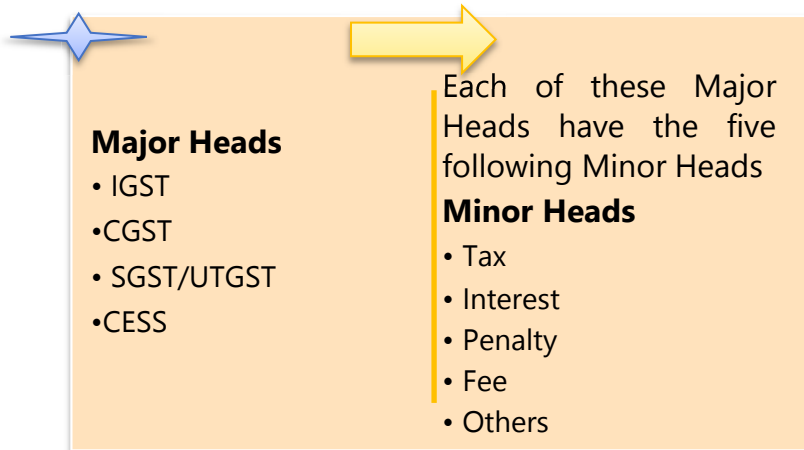 Major Heads
• IGST
•CGST
• SGST/UTGST
•CESS
Each of these Major
Heads have the five
following Minor Heads
Minor Heads
• Tax
• Interest
• Penalty
• Fee
• Others